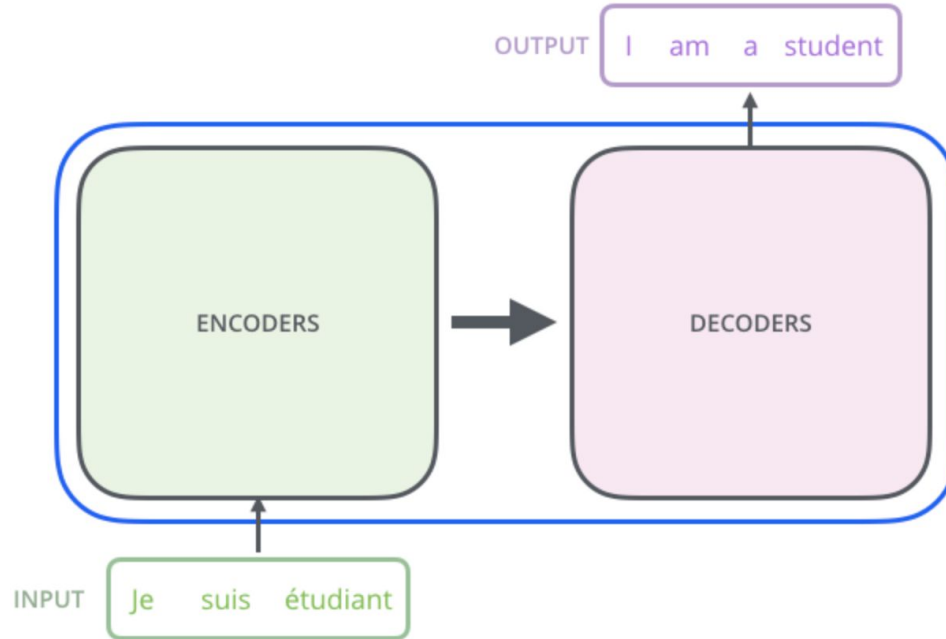 OUTPUT I am a student
ENCODERS DECODERS
INPUT Je suis étudiant